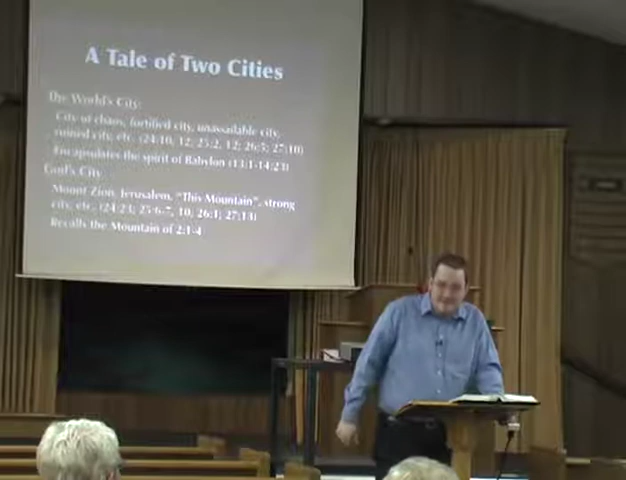 A Tale of Two Cities
The World's City:
City of chaos, fortified city, unassailable city,
ruined city, etc. (24:10, 12; 25:2, 12; 26:5; 27:10)
Encapsulates the spirit of Babylon (13:1-14:23)
God's City
Mount Zion, Jerusalem, "This Mountain", strong
city, etc. (24:23; 25:6-7, 10; 26:1; 27:13)
Recalls the Mountain of 2:1-4